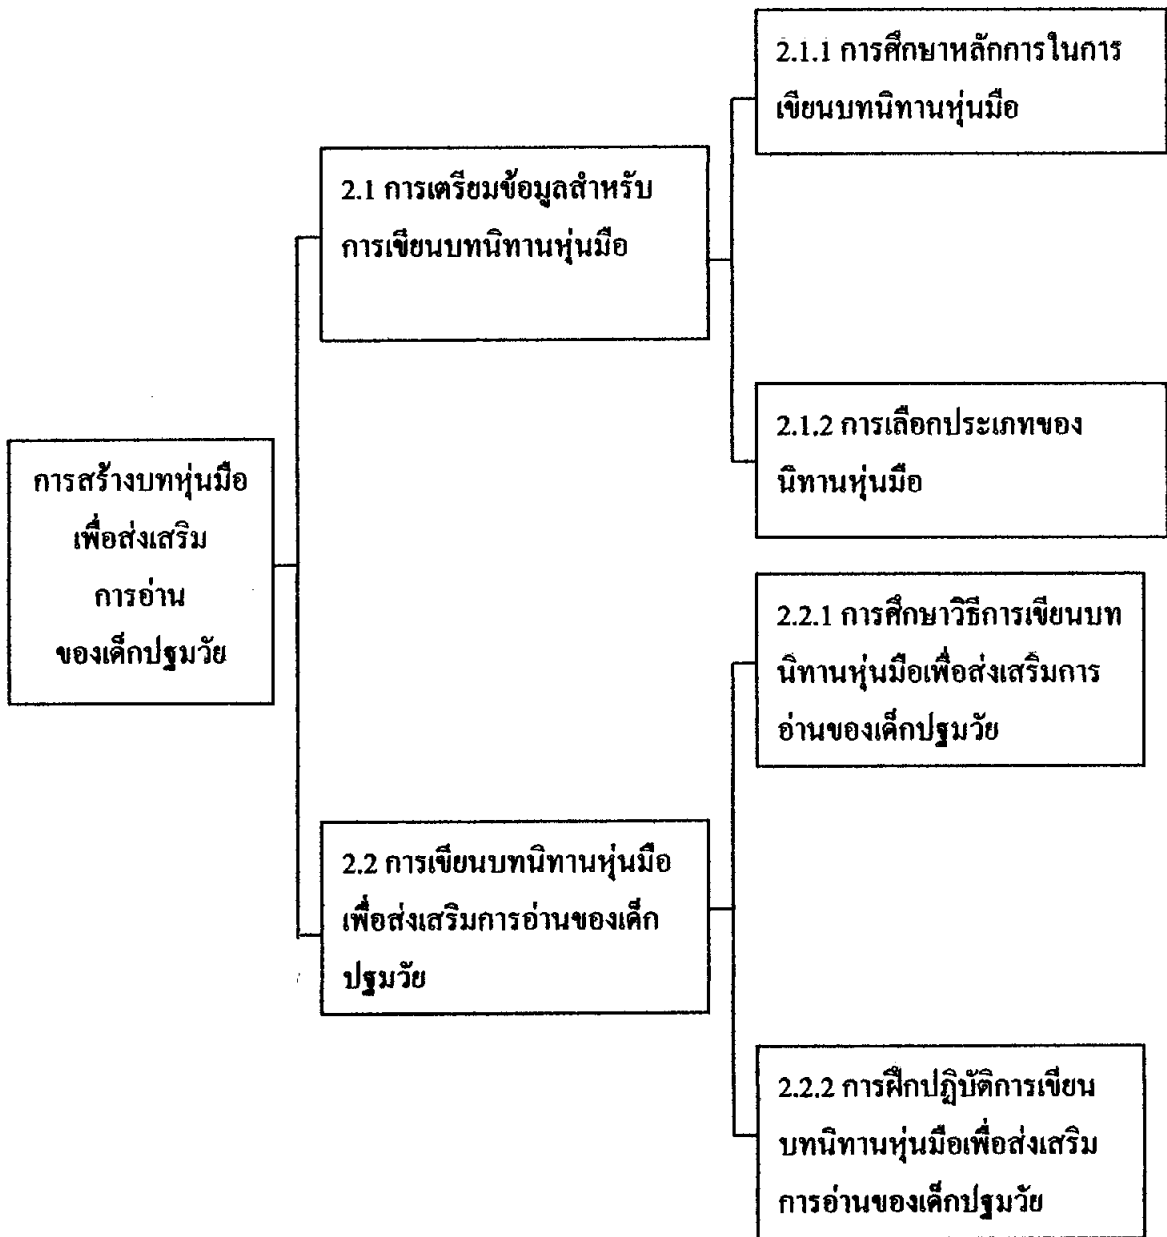 การสร้างบทหุ่นมือ
เพื่อส่งเสริม
การอ่าน
ของเด็กปฐมวัย
2.1 การเตรียมข้อมูลสำหรับ
การเขียนบทนิทานหุ่นมือ
2.1.1 การศึกษาหลักการในการ
เขียนบทนิทานหุ่นมือ
2.1.2 การเลือกประเภทของ
นิทานหุ่นมือ
2.2 การเขียนบทนิทานหุ่นมือ
เพื่อส่งเสริมการอ่านของเด็ก
ปฐมวัย
2.2.1 การศึกษาวิธีการเขียนบท
นิทานหุ่นมือเพื่อส่งเสริมการ
อ่านของเด็กปฐมวัย
2.2.2 การฝึกปฏิบัติการเขียน
บทนิทานหุ่นมือเพื่อส่งเสริม
การอ่านของเด็กปฐมวัย